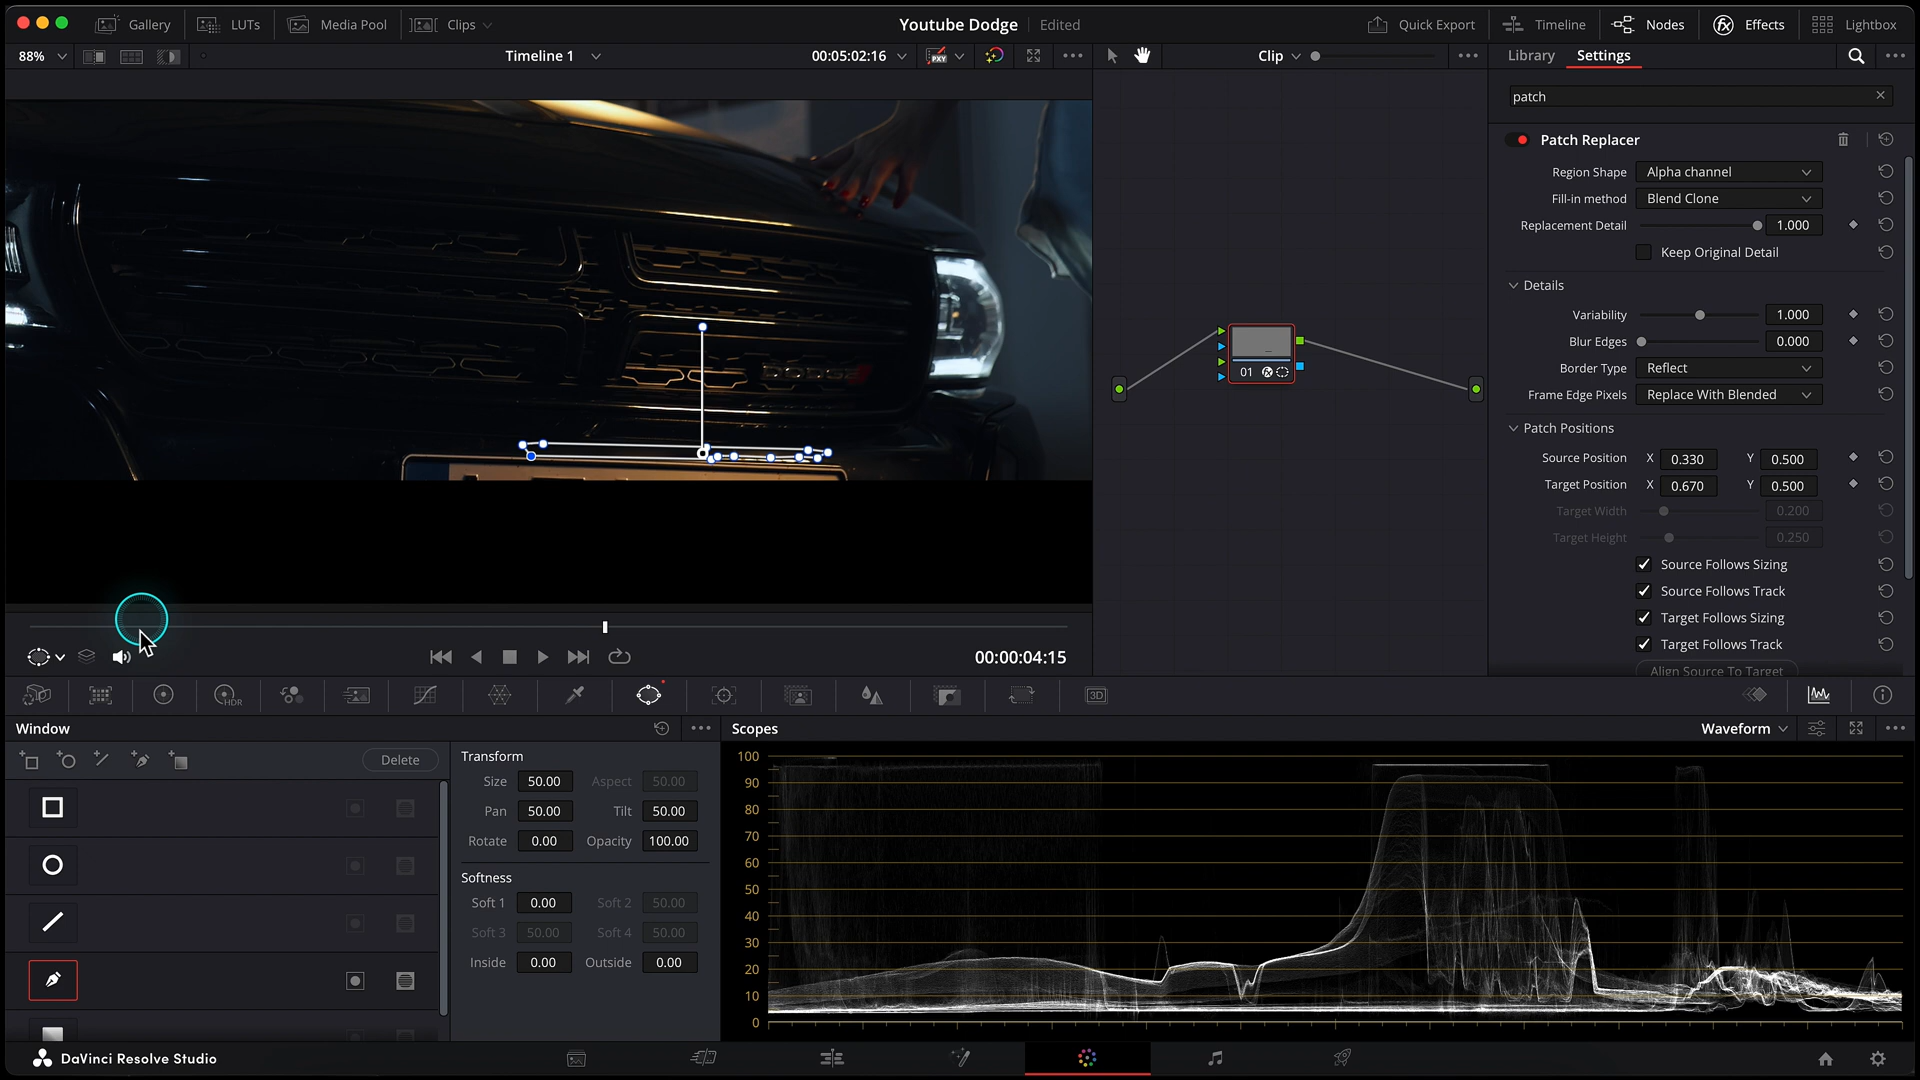 Gallery
LUTs
Media Pool
Clips
Youtube Dodge
Edited
Quick Export
Timeline
Nodes
Effects
Lightbox
88%
Timeline 1
00:05:02:16
PXY
Clip
Library
Settings
patch
Patch Replacer
Region Shape
Alpha channel
Fill-in method
Blend Clone
Replacement Detail
1.000
Keep Original Detail
Details
Variability
1.000
Blur Edges
0.000
Border Type
Reflect
Frame Edge Pixels
Replace With Blended
Patch Positions
Source Position X 0.330 Y 0.500
Target Position X 0.670 Y 0.500
Target Width 0.200
Target Height 0.250
Source Follows Sizing
Source Follows Track
Target Follows Sizing
Target Follows Track
Align Source To Target
DODGE
01
00:00:04:15
HDR
3D
Window
Delete
Transform
Size 50.00 Aspect 50.00
Pan 50.00 Tilt 50.00
Rotate 0.00 Opacity 100.00
Softness
Soft 1 0.00 Soft 2 50.00
Soft 3 50.00 Soft 4 50.00
Inside 0.00 Outside 0.00
Scopes
Waveform
100
90
80
70
60
50
40
30
20
10
0
DaVinci Resolve Studio